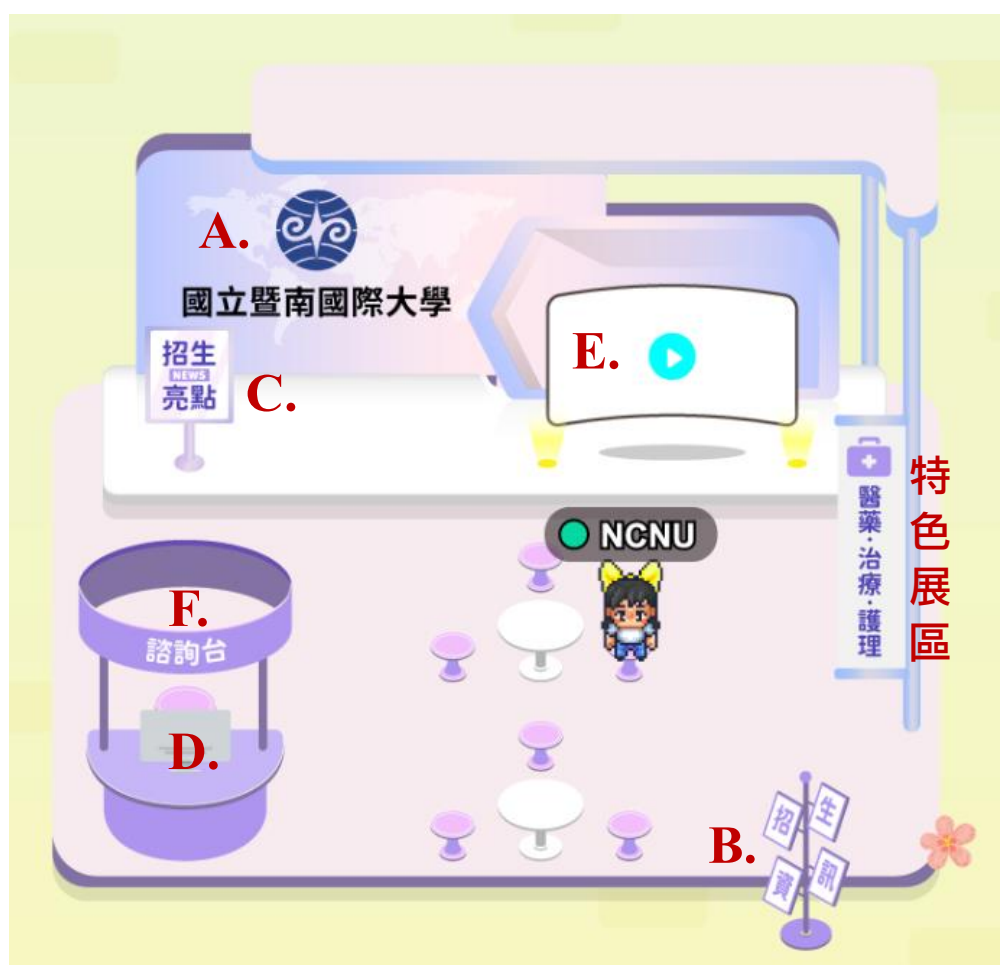 A.
國立暨南國際大學
招生
NEWS
亮點
C.
E.
醫藥·治療·護理
特色展區
NCNU
F.
諮詢台
D.
B.
招生
資訊